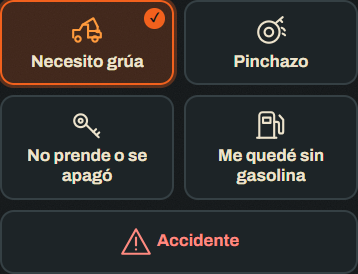 Necesito grúa
Pinchazo
No prende o se
apagó
Me quedé sin
gasolina
Accidente